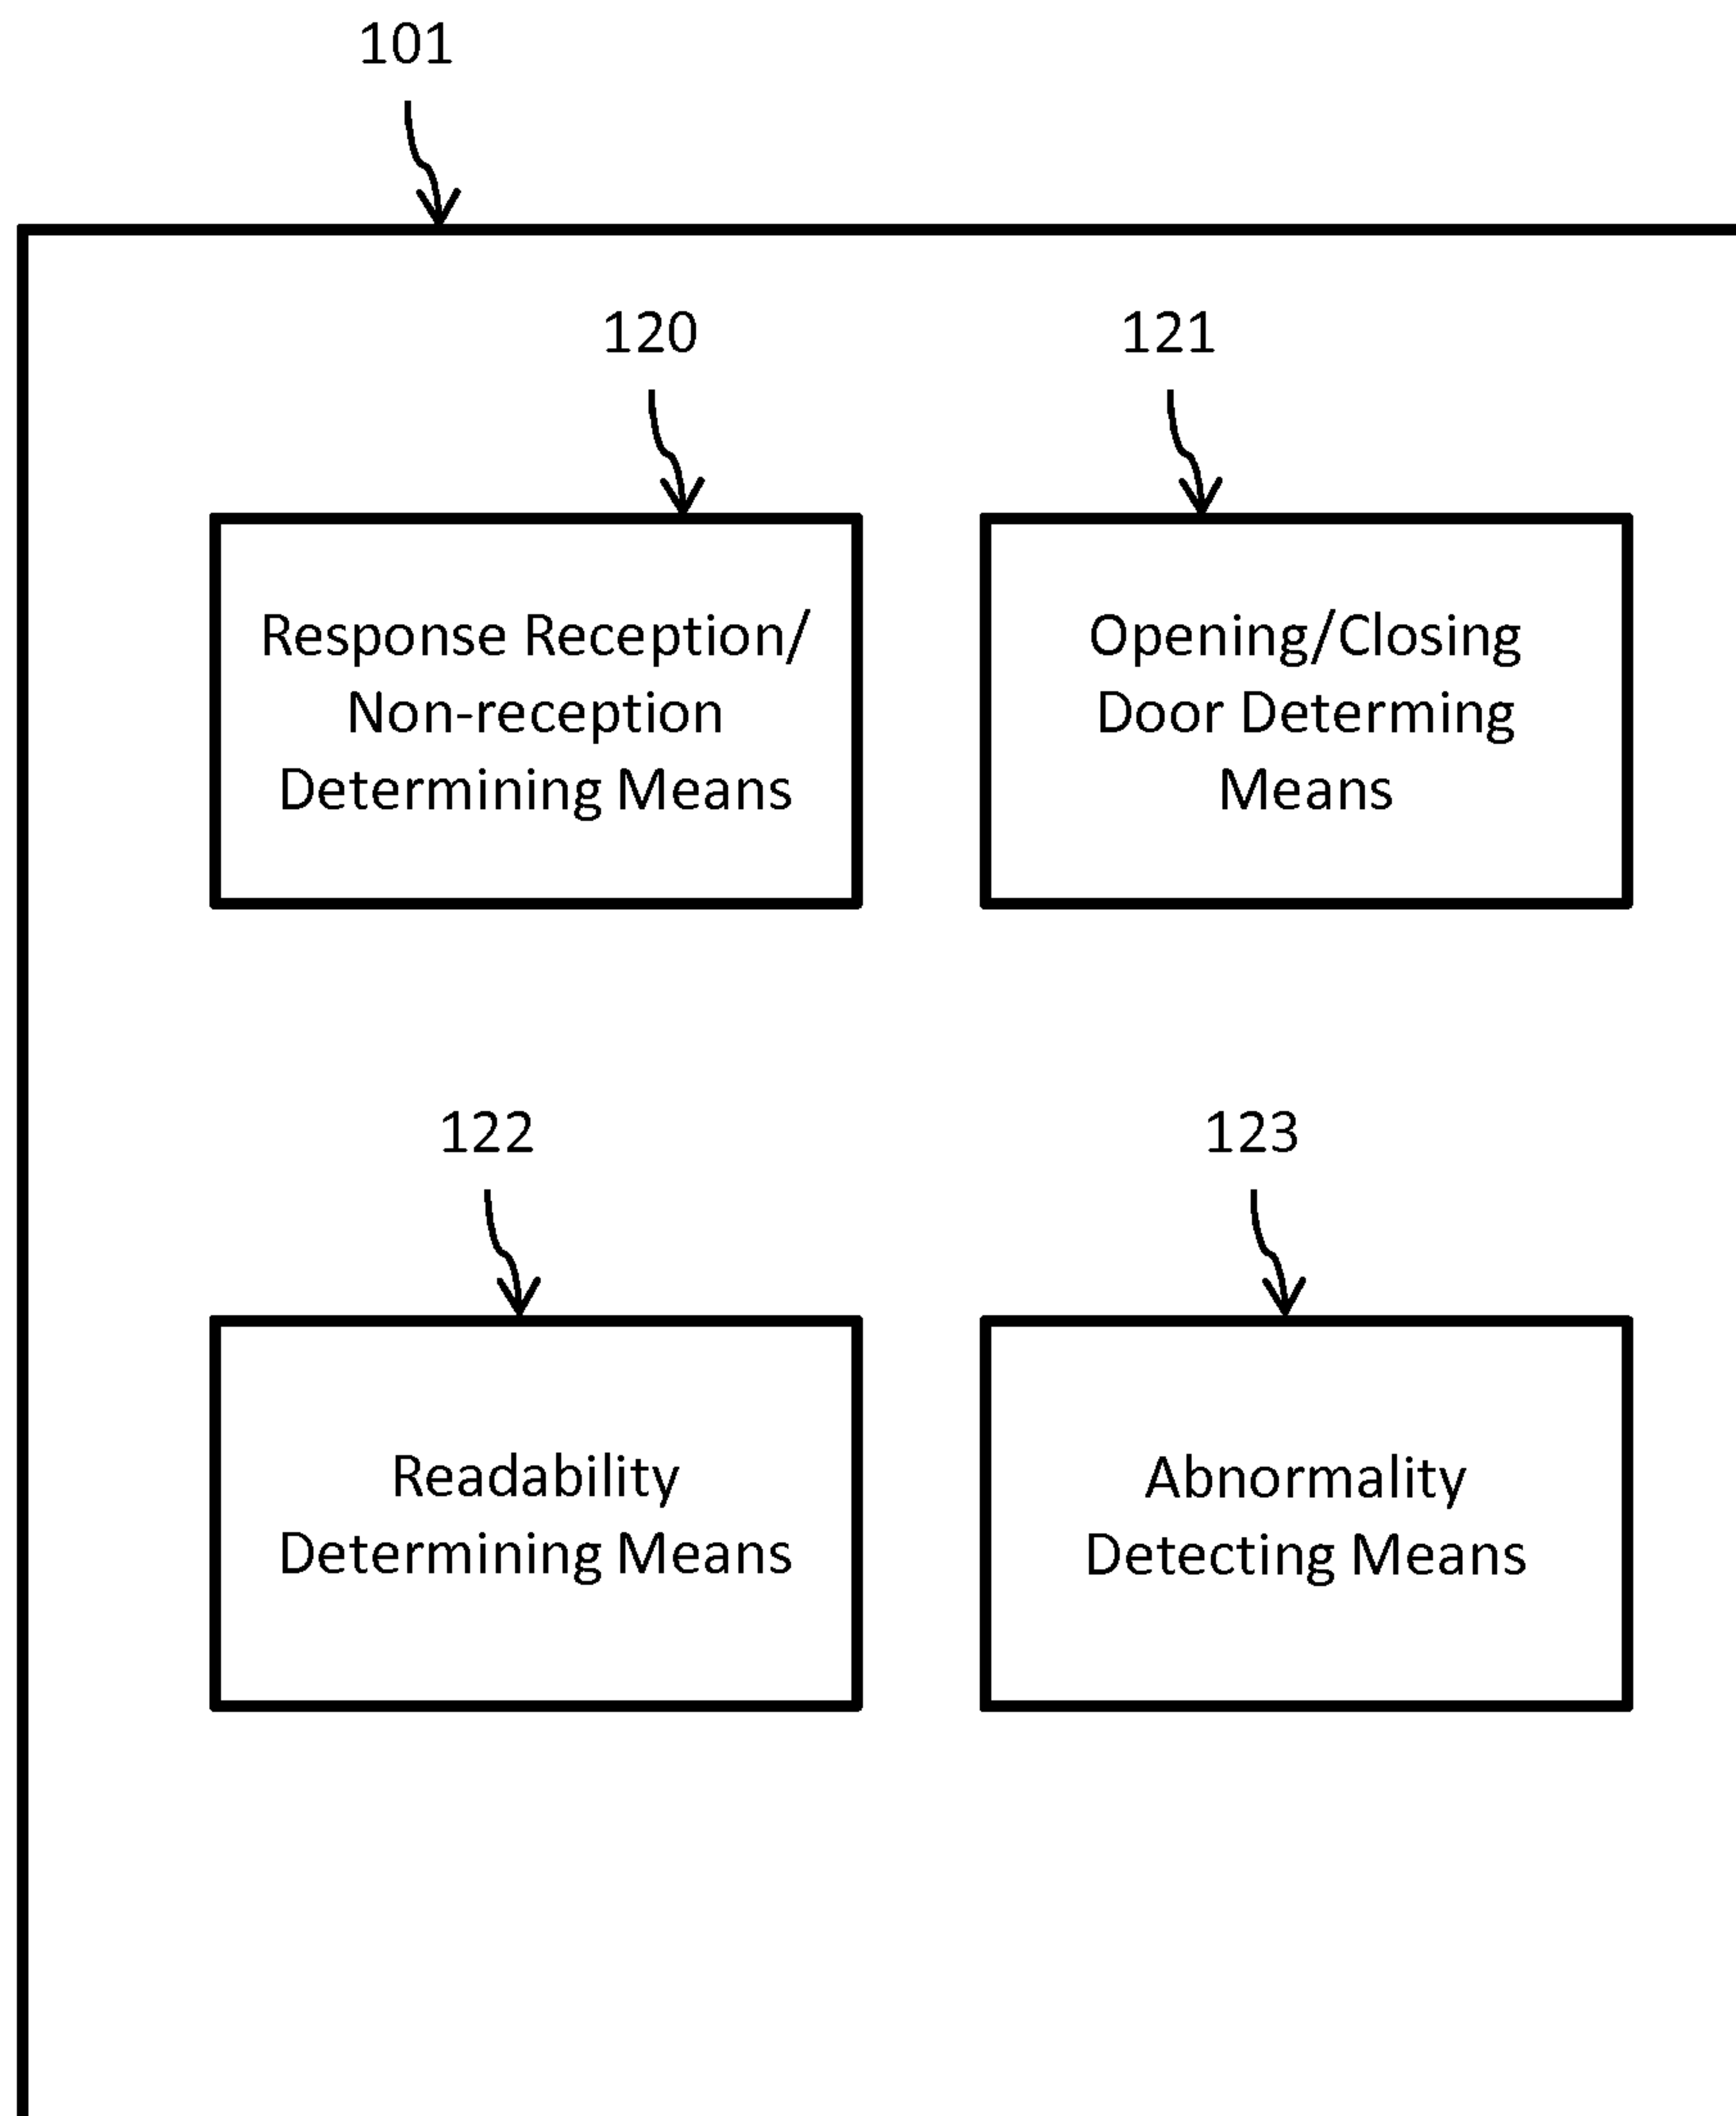 101
120
121
Response Reception/
Non-reception
Determining Means
Opening/Closing
Door Determing
Means
122
123
Readability
Determining Means
Abnormality
Detecting Means